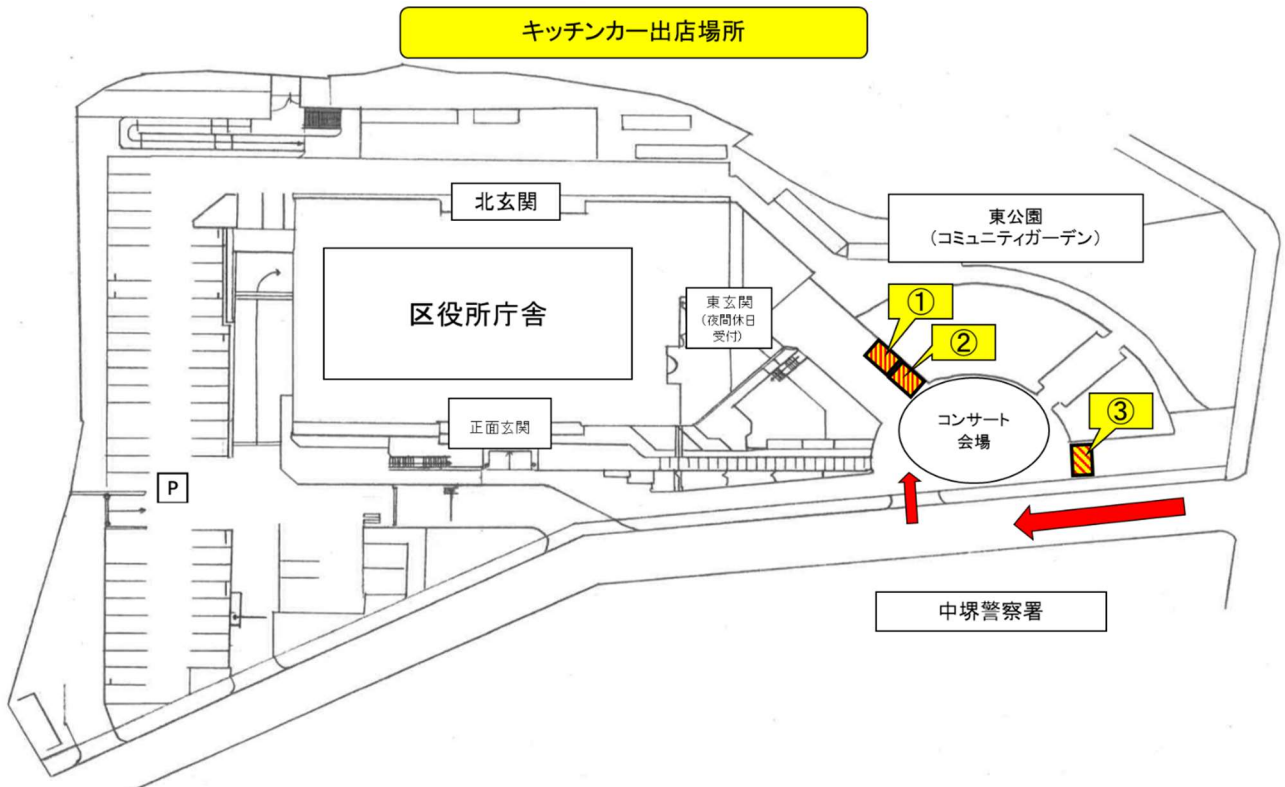 キッチンカー出店場所
北玄関
東公園
（コミュニティガーデン）
区役所庁舎
東玄関
（夜間休日
受付）
①
②
③
正面玄関
コンサート
会場
P
中堺警察署